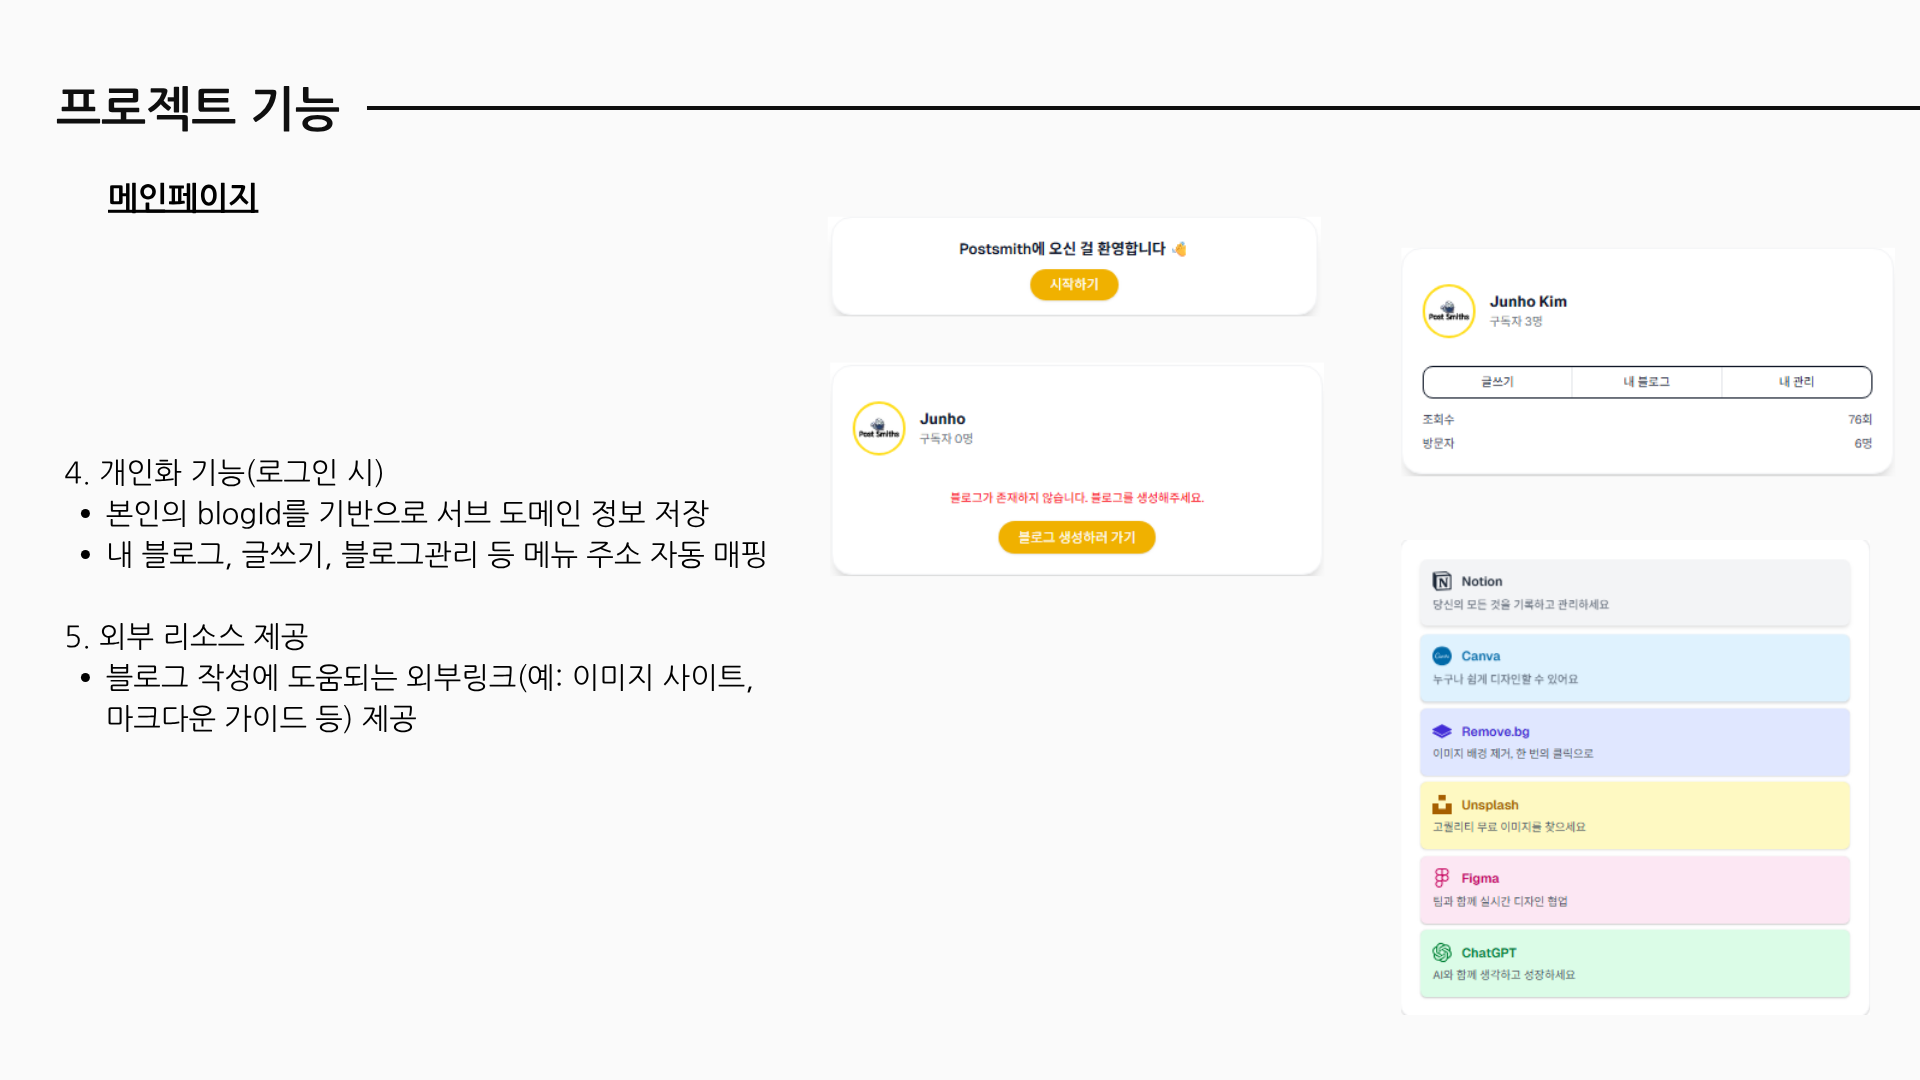 프로젝트 기능
메인페이지
4. 개인화 기능(로그인 시)
• 본인의 blogId를 기반으로 서브 도메인 정보 저장
• 내 블로그, 글쓰기, 블로그관리 등 메뉴 주소 자동 매핑
5. 외부 리소스 제공
• 블로그 작성에 도움되는 외부링크(예: 이미지 사이트,
마크다운 가이드 등) 제공
Postsmith에 오신 걸 환영합니다 👋
시작하기
Post Smiths
Junho
구독자 0명
블로그가 존재하지 않습니다. 블로그를 생성해주세요.
블로그 생성하러 가기
Post Smiths
Junho Kim
구독자 3명
글쓰기 내 블로그 내 관리
조회수 76회
방문자 6명
Notion
당신의 모든 것을 기록하고 관리하세요
Canva
누구나 쉽게 디자인할 수 있어요
Remove.bg
이미지 배경 제거, 한 번의 클릭으로
Unsplash
고퀄리티 무료 이미지를 찾으세요
Figma
팀과 함께 실시간 디자인 협업
ChatGPT
AI와 함께 생각하고 성장하세요